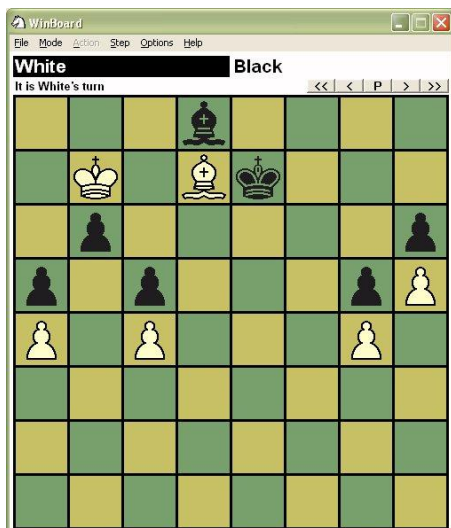 WinBoard
File Mode Action Step Options Help
White Black
It is White's turn << < P > >>